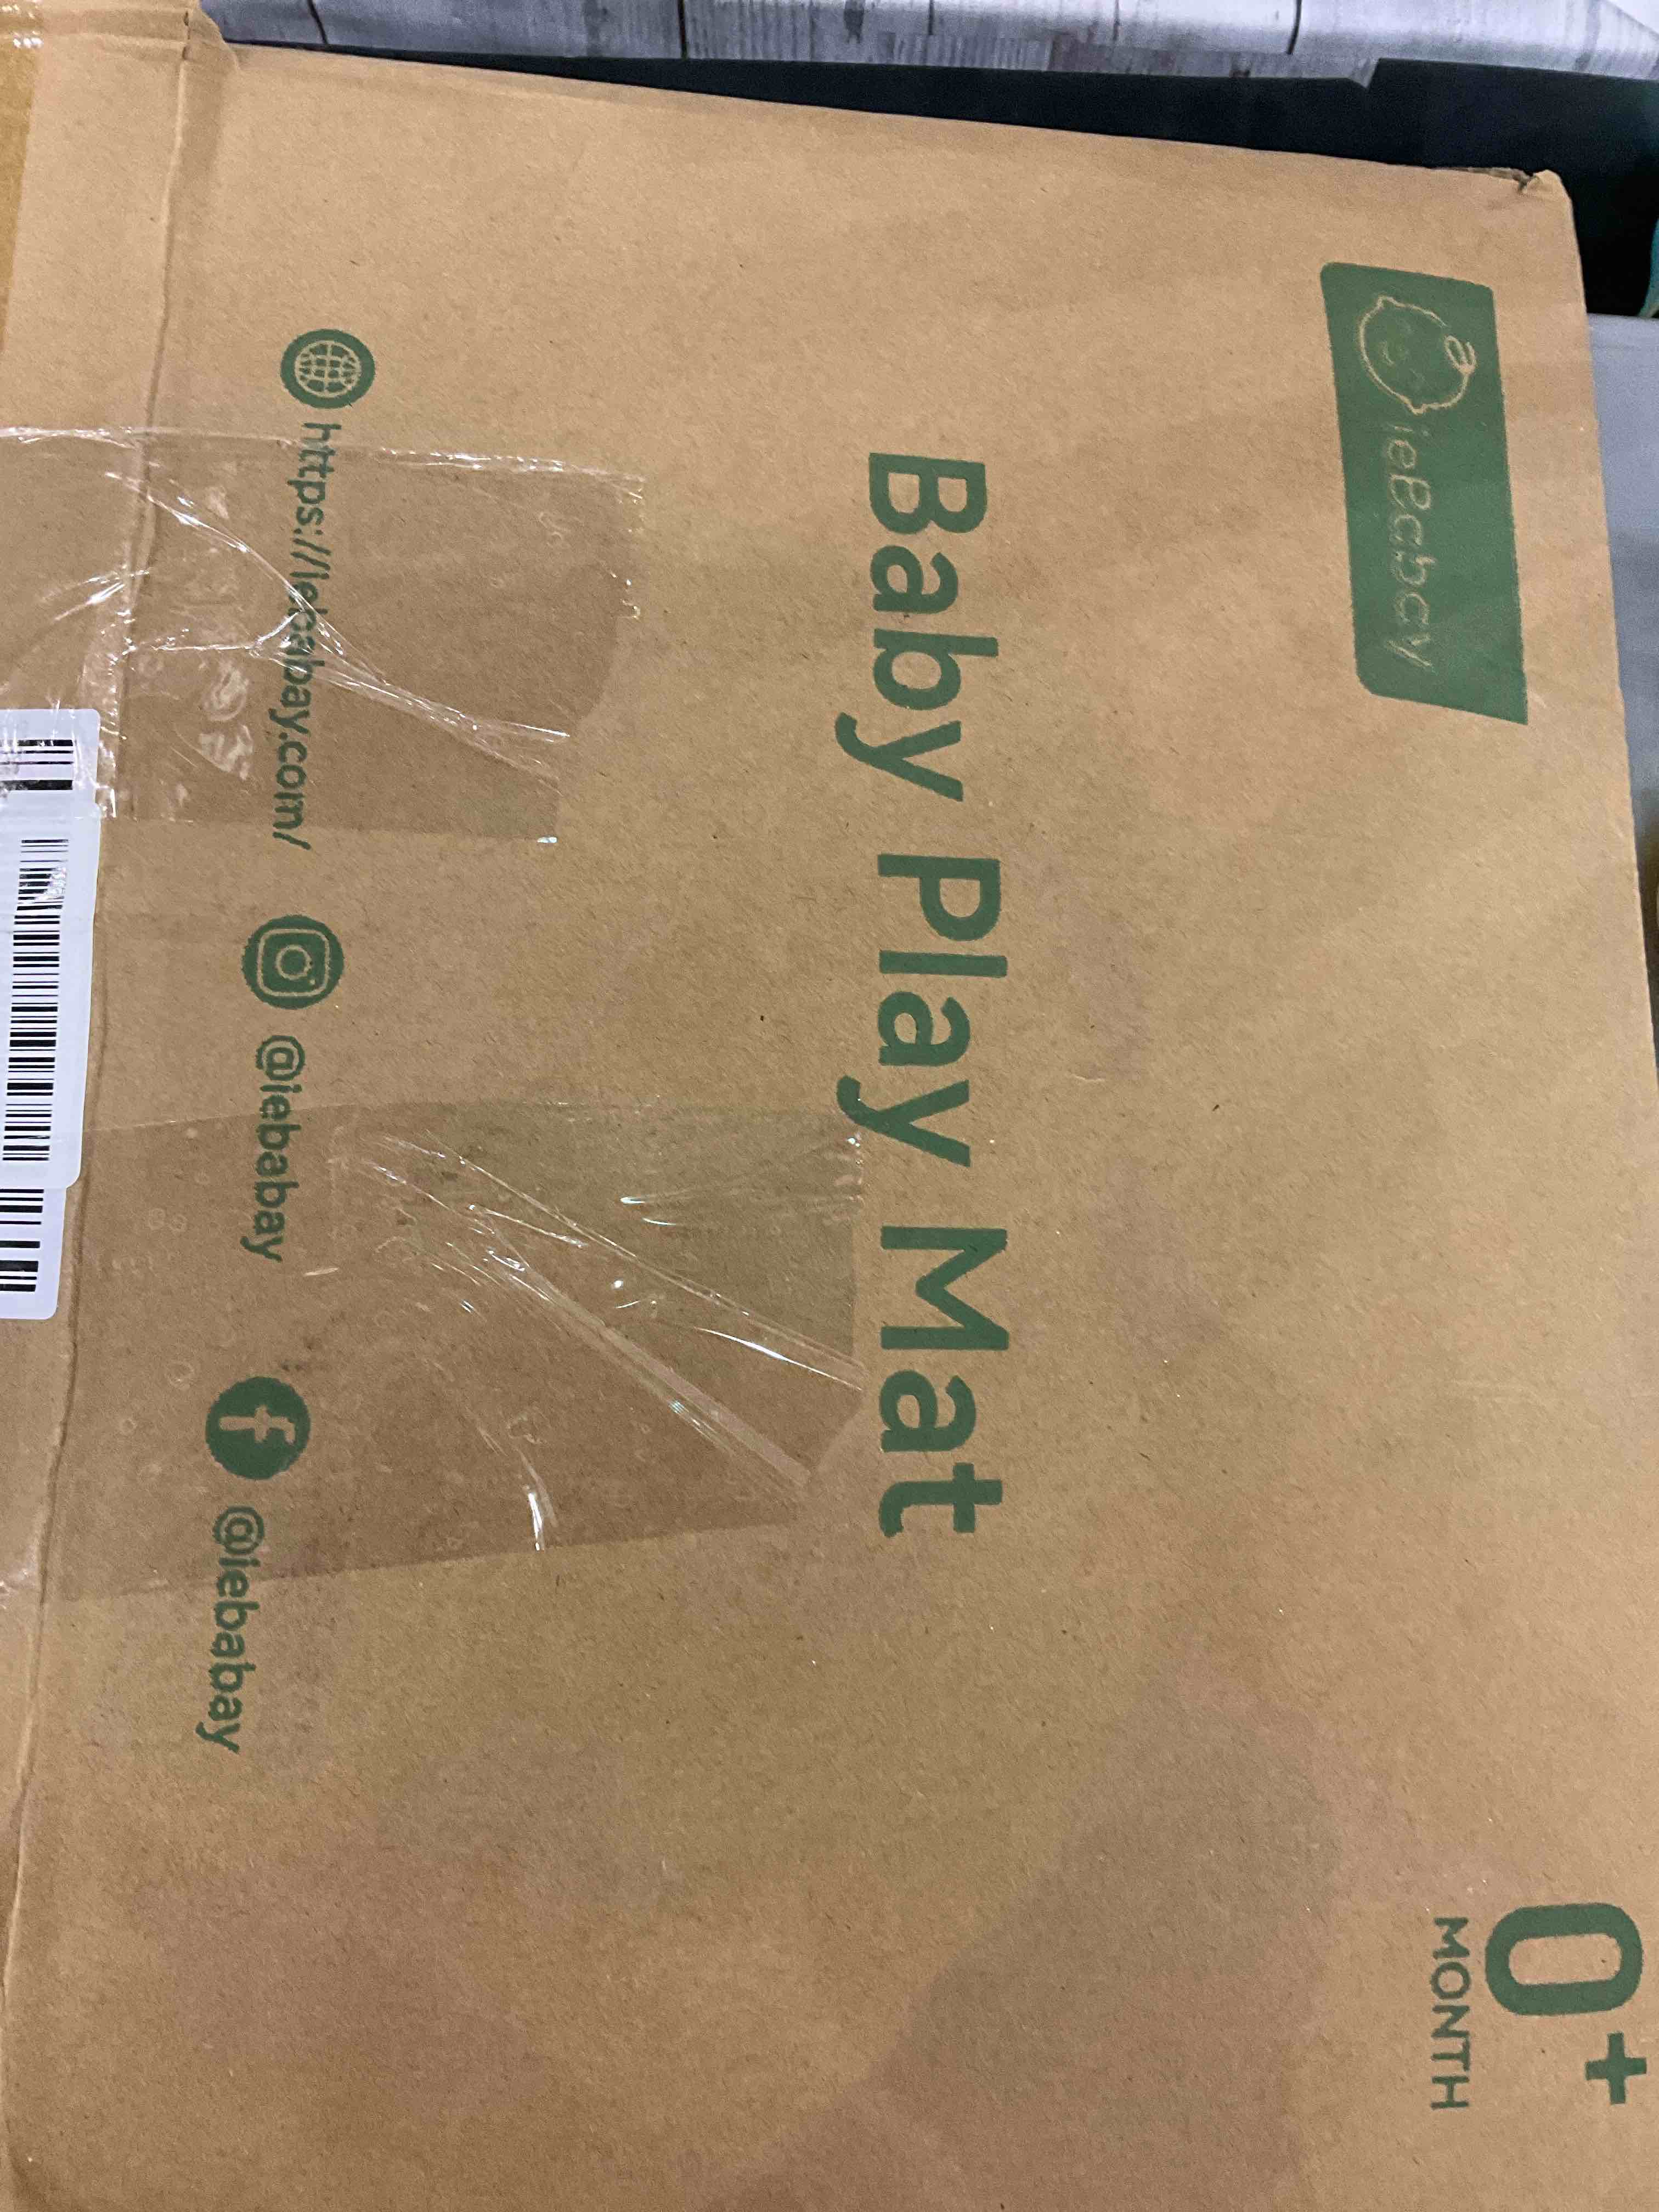 ieBabay
0+
MONTH
Baby Play Mat
https://iebabay.com/ @iebabay @iebabay